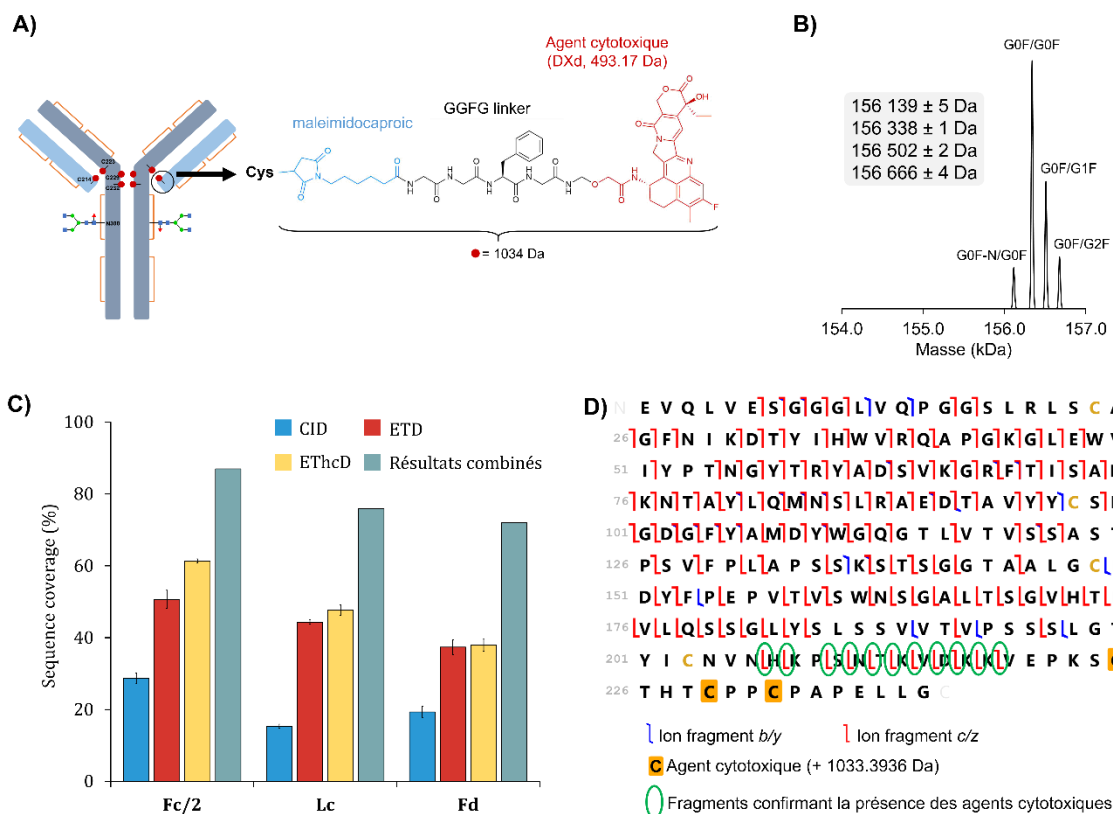 A)
Agent cytotoxique
(DXd, 493.17 Da)
GGFG linker
maleimidocaproic
Cys
C223
C214
C229
C232
N300
= 1034 Da
B)
G0F/G0F
156 139 ± 5 Da
156 338 ± 1 Da
156 502 ± 2 Da
156 666 ± 4 Da
G0F/G1F
G0F/G2F
G0F-N/G0F
154.0 155.0 156.0 157.0
Masse (kDa)
C)
Sequence coverage (%)
100
80
60
40
20
0
CID
ETD
EThcD
Résultats combinés
Fc/2 Lc Fd
D)
N E V Q L V E S G G G L V Q P G G S L R L S C A
26 G F N I K D T Y I H W V R Q A P G K G L E W V
51 I Y P T N G Y T R Y A D S V K G R F T I S A
76 K N T A Y L Q M N S L R A E D T A V Y Y C S
101 G D G F Y A M D Y W G Q G T L V T V S S A S T
126 P S V F P L A P S S K S T S G G T A A L G C
151 D Y F P E P V T V S W N S G A L T S G V H T
176 V L Q S S G L Y S L S S V V T V P S S S L G T
201 Y I C N V N H K P S N T K V D K K V E P K S C
226 T H T C P P C P A P E L L G C
Ion fragment b/y
Ion fragment c/z
C Agent cytotoxique (+ 1033.3936 Da)
Fragments confirmant la présence des agents cytotoxiques